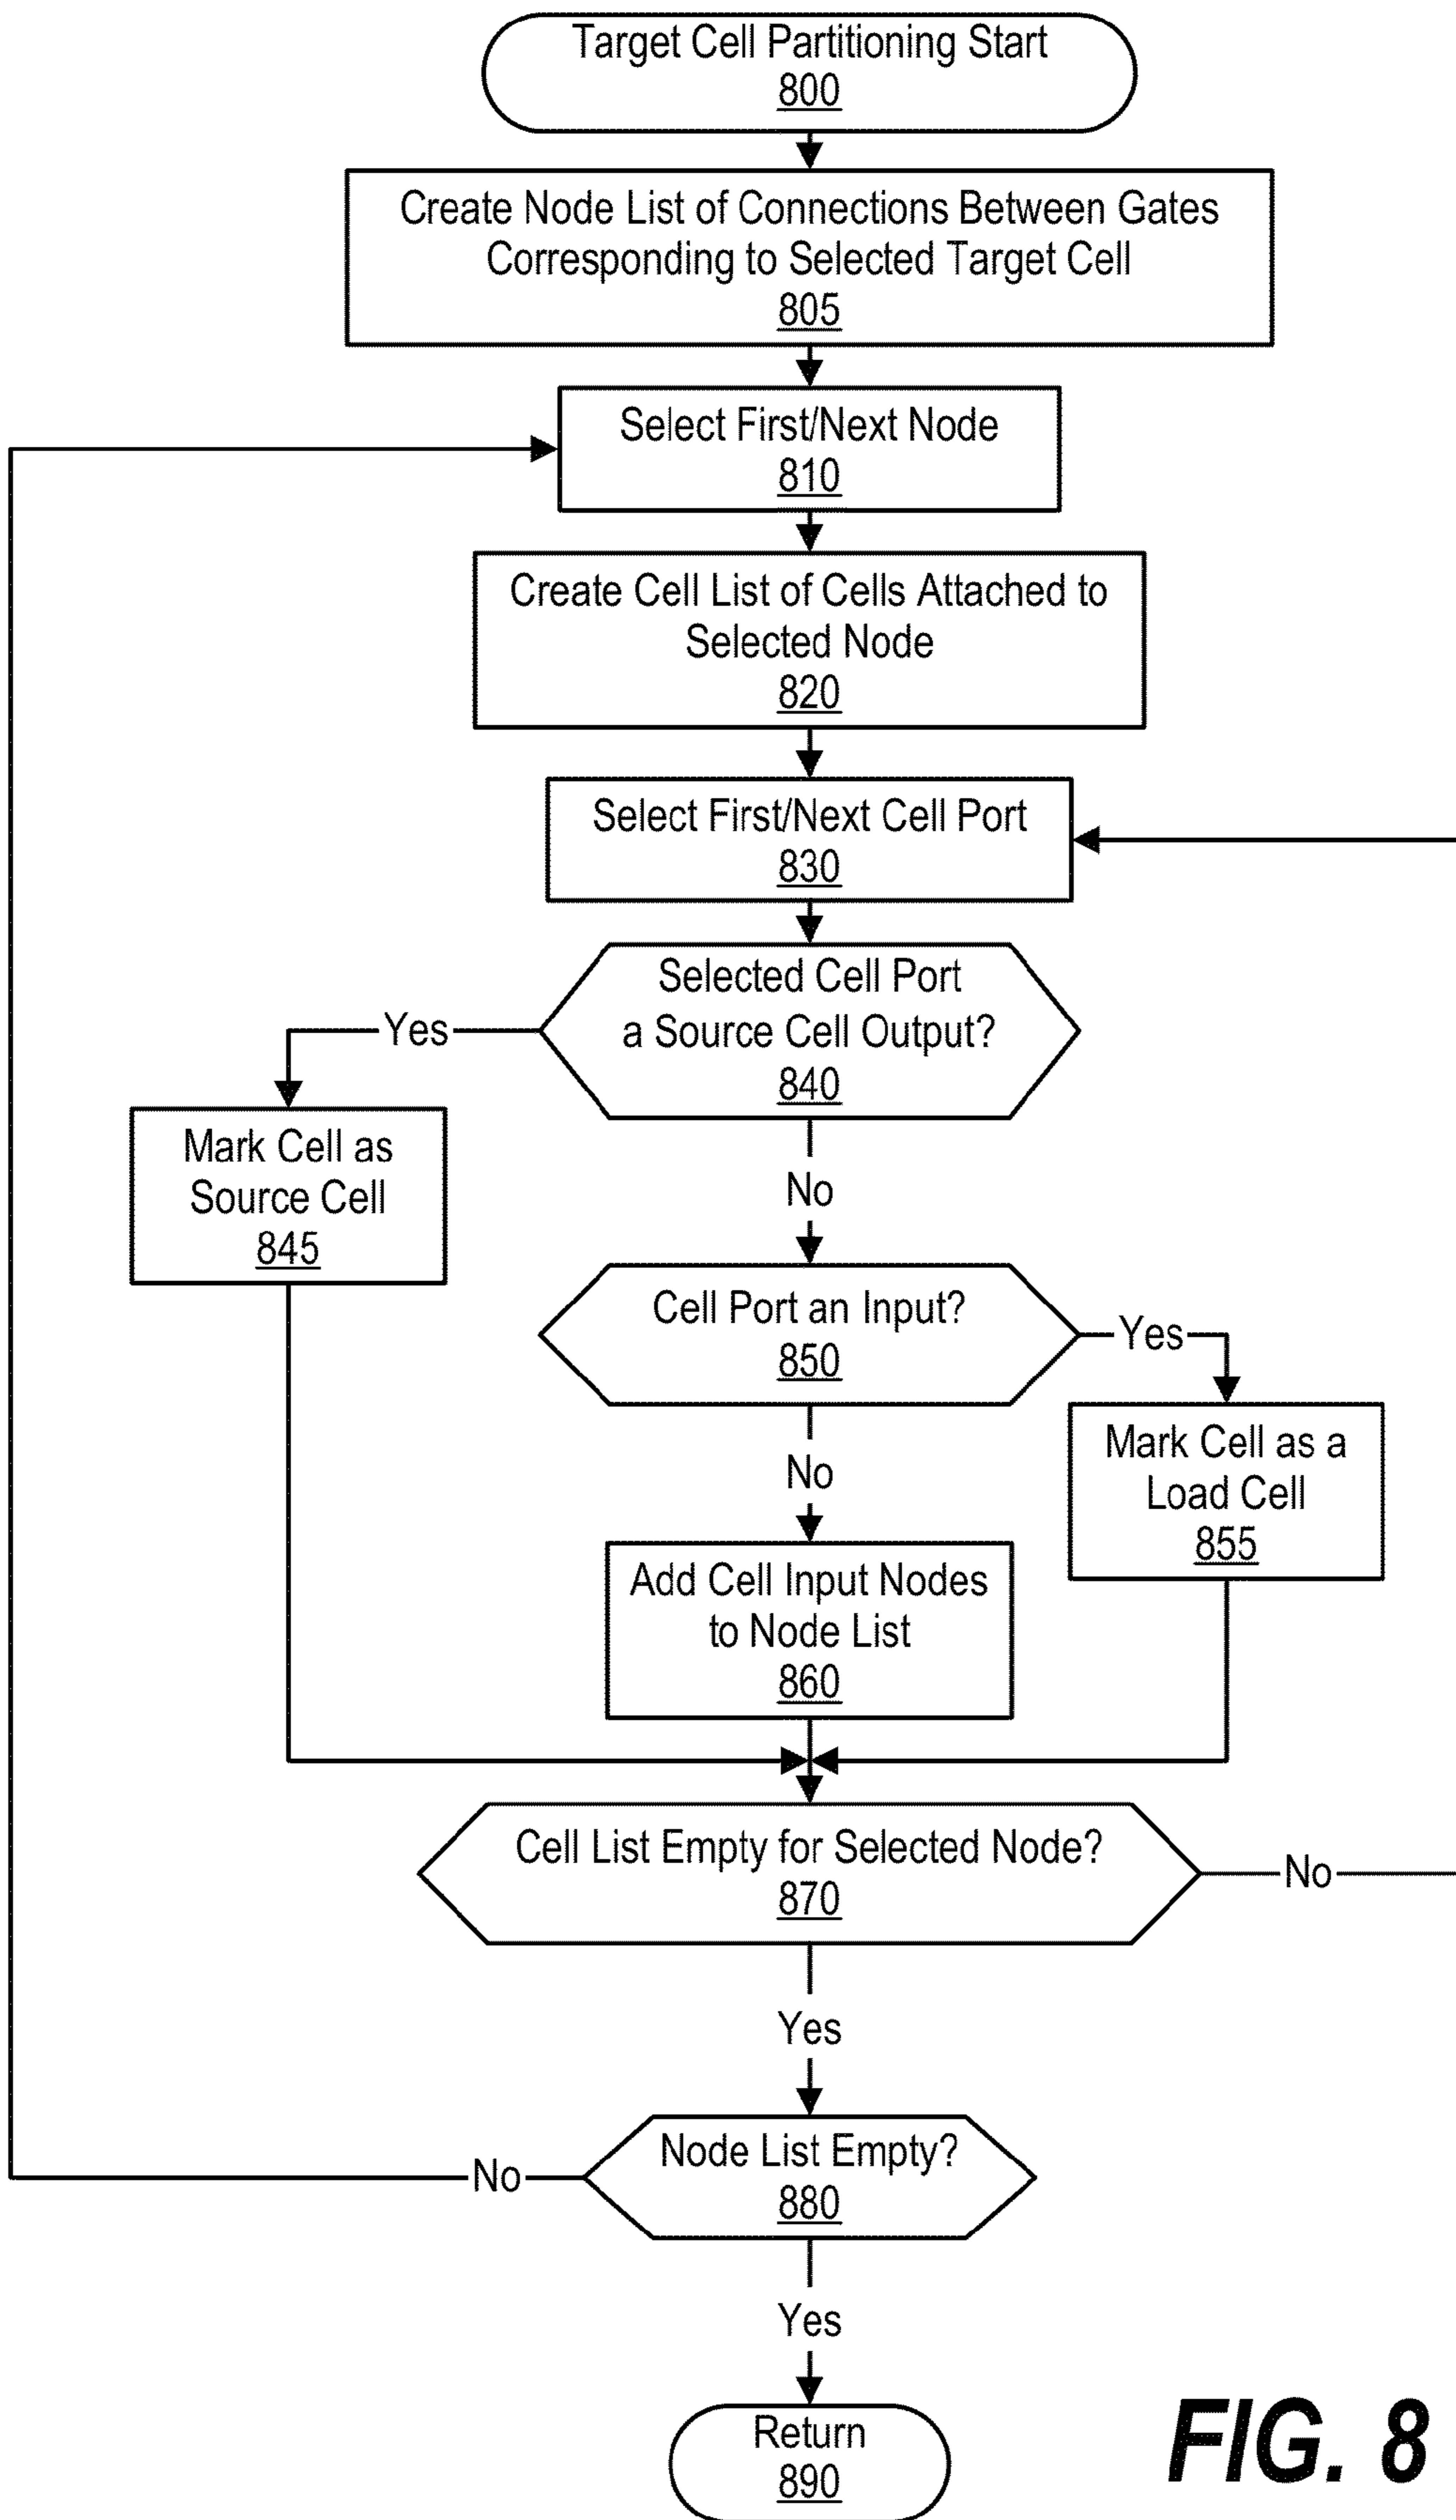 Target Cell Partitioning Start
800
Create Node List of Connections Between Gates
Corresponding to Selected Target Cell
805
Select First/Next Node
810
Create Cell List of Cells Attached to
Selected Node
820
Select First/Next Cell Port
830
Selected Cell Port
a Source Cell Output?
840
Yes
Mark Cell as
Source Cell
845
No
Cell Port an Input?
850
Yes
Mark Cell as a
Load Cell
855
No
Add Cell Input Nodes
to Node List
860
Cell List Empty for Selected Node?
870
No
Yes
Node List Empty?
880
No
Yes
Return
890
FIG. 8